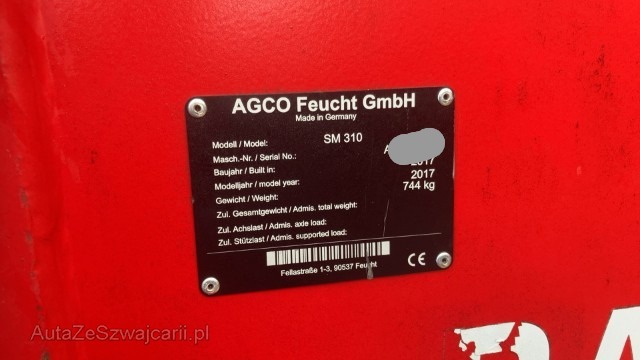 AGCO Feucht GmbH
Made in Germany
Modell / Model: SM 310
Masch.-Nr. / Serial No.: A
Baujahr / Built in: 2017
Modelljahr / model year: 2017
Gewicht / Weight: 744 kg
Zul. Gesamtgewicht / Admis. total weight:
Zul. Achslast / Admis. axle load:
Zul. Stützlast / Admis. supported load:
Fellastraße 1-3, 90537 Feucht
CE
AutaZeSzwajcarii.pl